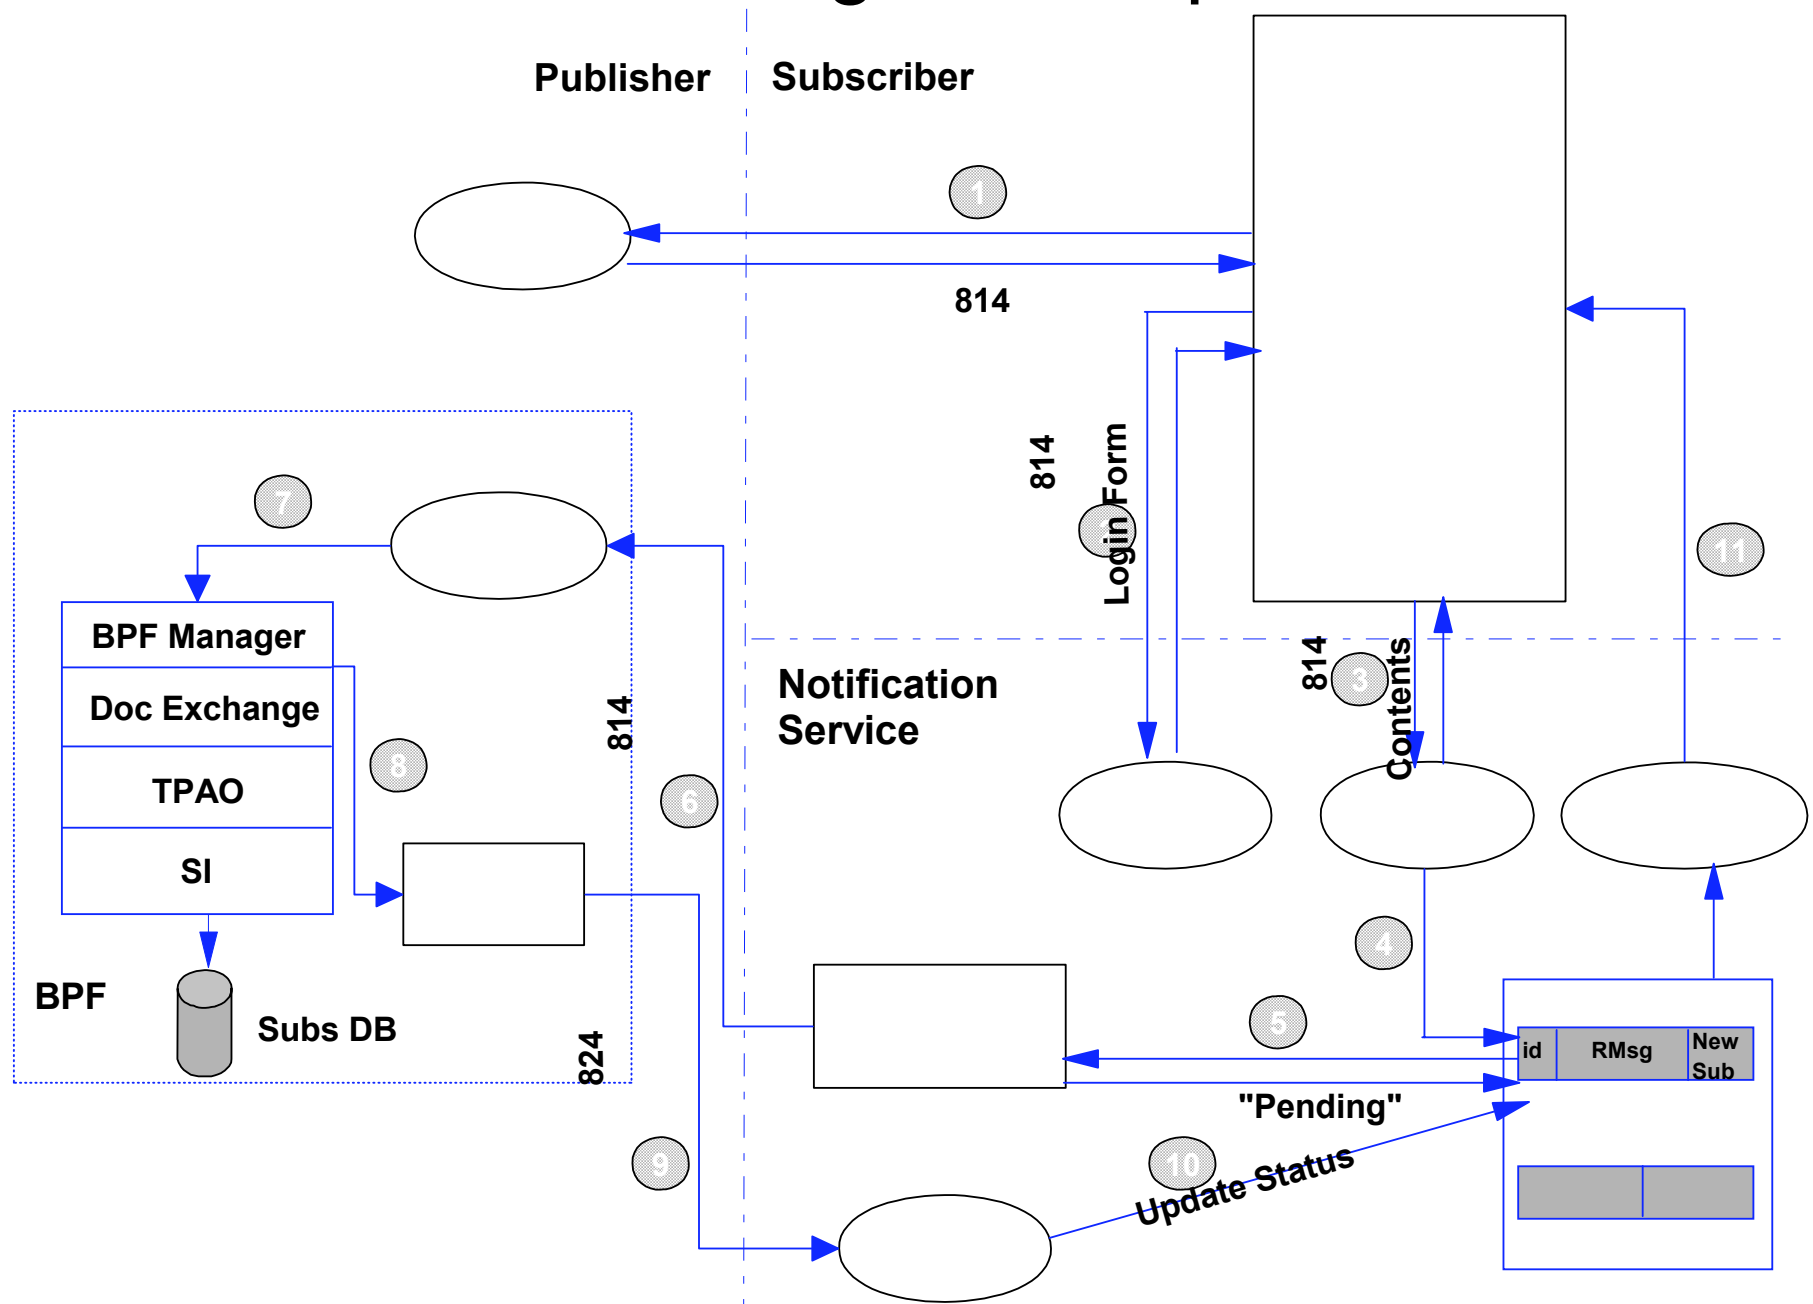 Publisher
Subscriber
1
814
814
Login Form
2
7
11
BPF Manager
Doc Exchange
TPAO
SI
814
8
6
Notification
Service
814
3
Contents
4
BPF
Subs DB
824
5
id
RMsg
New
Sub
"Pending"
9
10
Update Status